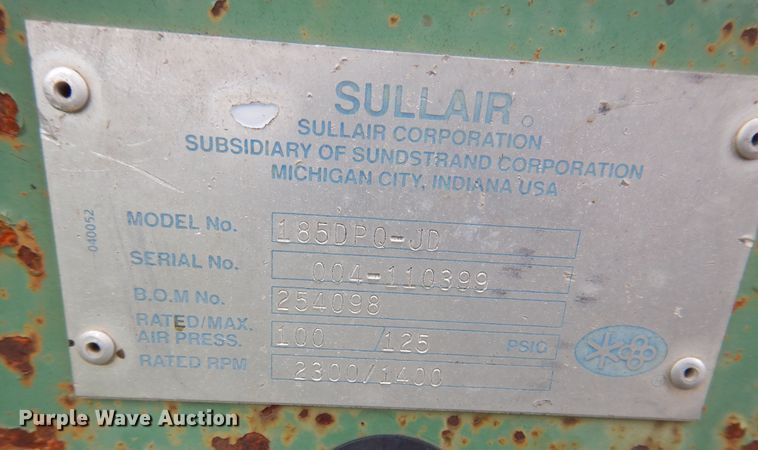 SULLAIR
SULLAIR CORPORATION
SUBSIDIARY OF SUNDSTRAND CORPORATION
MICHIGAN CITY, INDIANA USA
040052
MODEL No. 185DPQ-JD
SERIAL No. 004-110399
B.O.M No. 254098
RATED/MAX.
AIR PRESS. 100 /125 PSIG
RATED RPM 2300/1400
Purple Wave Auction